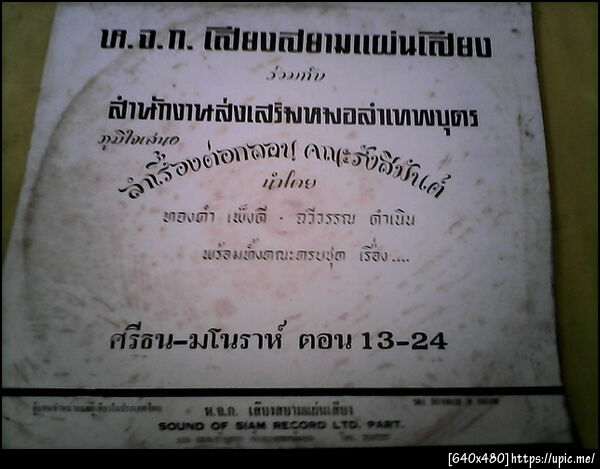 ห.จ.ก. เสียงสยามแผ่นเสียง
ร่วมกับ
สำนักงานส่งเสริมหมอลำเทพบุตร
ภูมิใจเสนอ
ลำเรื่องต่อกลอน คณะรังสิมันต์
นำโดย
ทองคำ เพ็งดี · ฉวีวรรณ ดำเนิน
พร้อมทั้งคณะครบชุด เรื่อง....
ศรีธน-มโนราห์ ตอน 13-24
ห.จ.ก. เสียงสยามแผ่นเสียง
SOUND OF SIAM RECORD LTD. PART.
[640x480]https://upic.me/